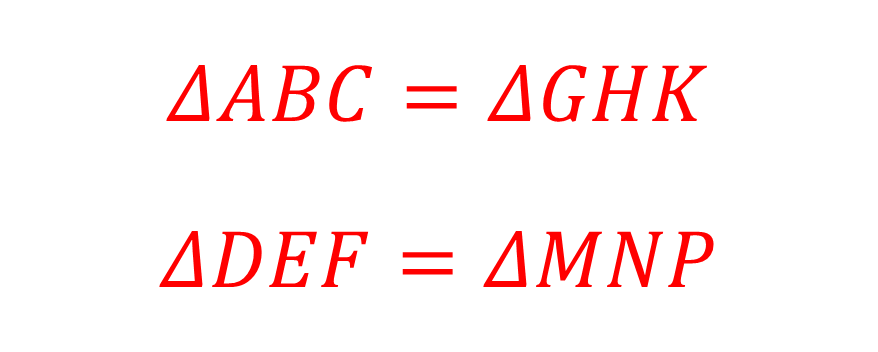 ΔABC = ΔGHK
ΔDEF = ΔMNP